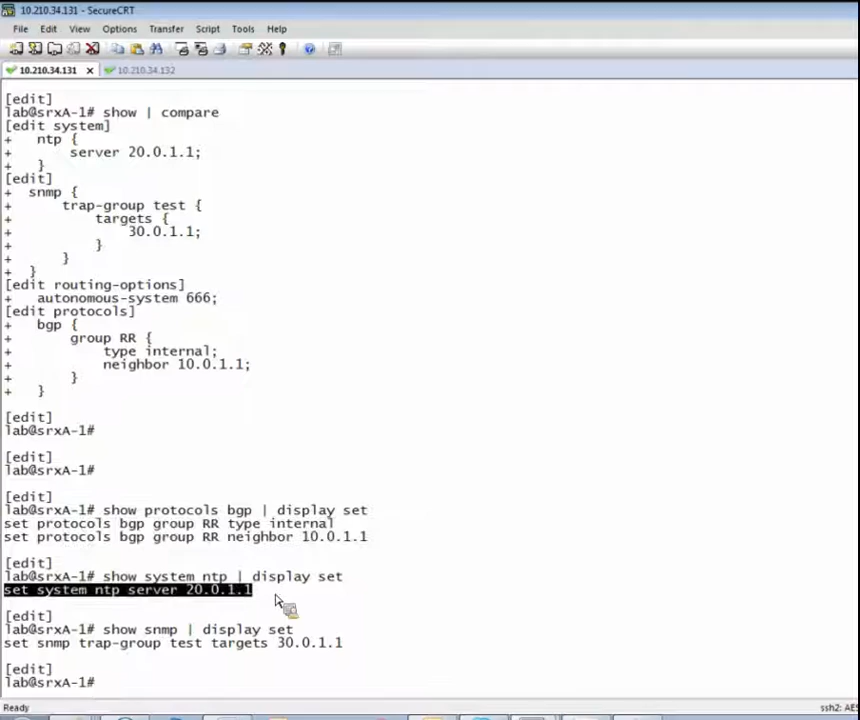 10.210.34.131 - SecureCRT
File Edit View Options Transfer Script Tools Help
10.210.34.131 x 10.210.34.132
[edit]
lab@srxA-1# show | compare
[edit system]
+   ntp {
+       server 20.0.1.1;
+   }
[edit]
+  snmp {
+      trap-group test {
+          targets {
+              30.0.1.1;
+          }
+      }
+  }
[edit routing-options]
+   autonomous-system 666;
[edit protocols]
+   bgp {
+       group RR {
+           type internal;
+           neighbor 10.0.1.1;
+       }
+   }
[edit]
lab@srxA-1#
[edit]
lab@srxA-1#
[edit]
lab@srxA-1# show protocols bgp | display set
set protocols bgp group RR type internal
set protocols bgp group RR neighbor 10.0.1.1
[edit]
lab@srxA-1# show system ntp | display set
set system ntp server 20.0.1.1
[edit]
lab@srxA-1# show snmp | display set
set snmp trap-group test targets 30.0.1.1
[edit]
lab@srxA-1#
Ready ssh2: AES